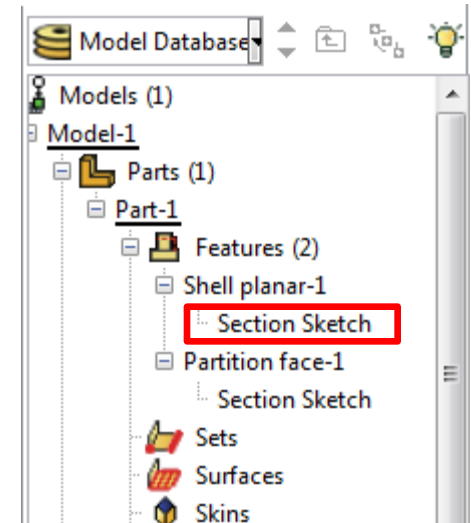 Model Database
Models (1)
Model-1
Parts (1)
Part-1
Features (2)
Shell planar-1
Section Sketch
Partition face-1
Section Sketch
Sets
Surfaces
Skins